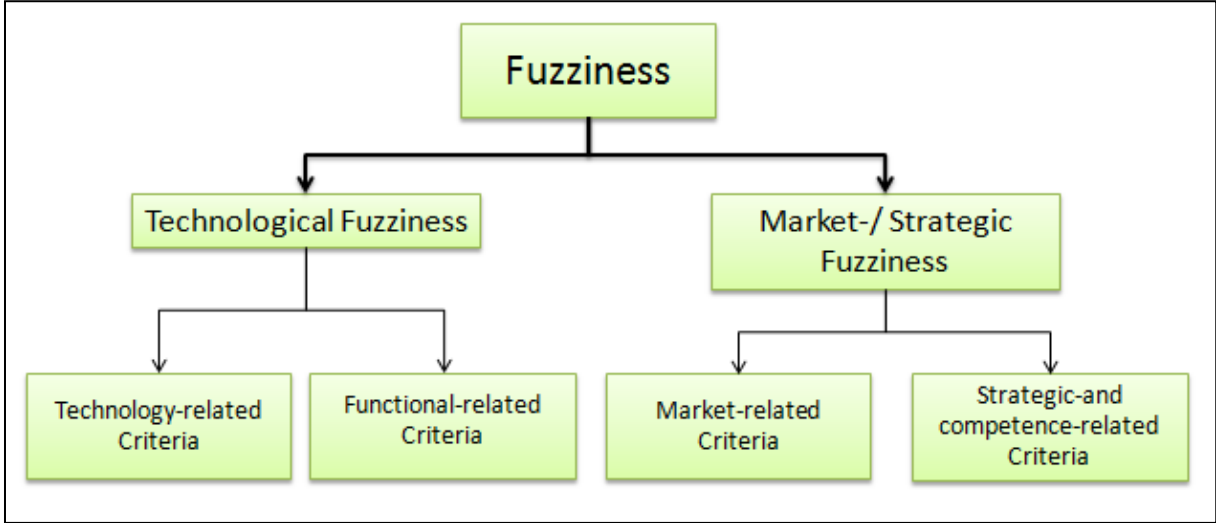 Fuzziness
Technological Fuzziness
Market-/ Strategic
Fuzziness
Technology-related
Criteria
Functional-related
Criteria
Market-related
Criteria
Strategic-and
competence-related
Criteria